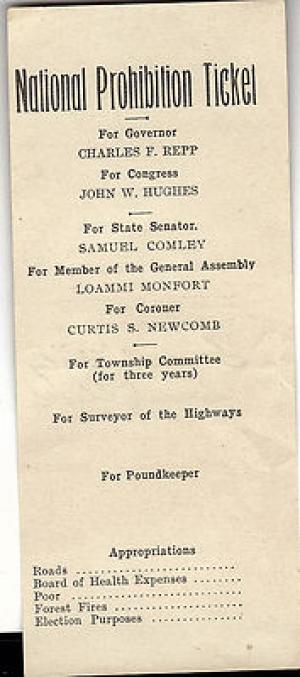 National Prohibition Ticket
For Governor
CHARLES F. REPP
For Congress
JOHN W. HUGHES
For State Senator.
SAMUEL COMLEY
For Member of the General Assembly
LOAMMI MONFORT
For Coroner
CURTIS S. NEWCOMB
For Township Committee
(for three years)
For Surveyor of the Highways
For Poundkeeper
Appropriations
Roads ........................
Board of Health Expenses ........
Poor .........................
Forest Fires ...................
Election Purposes ..............